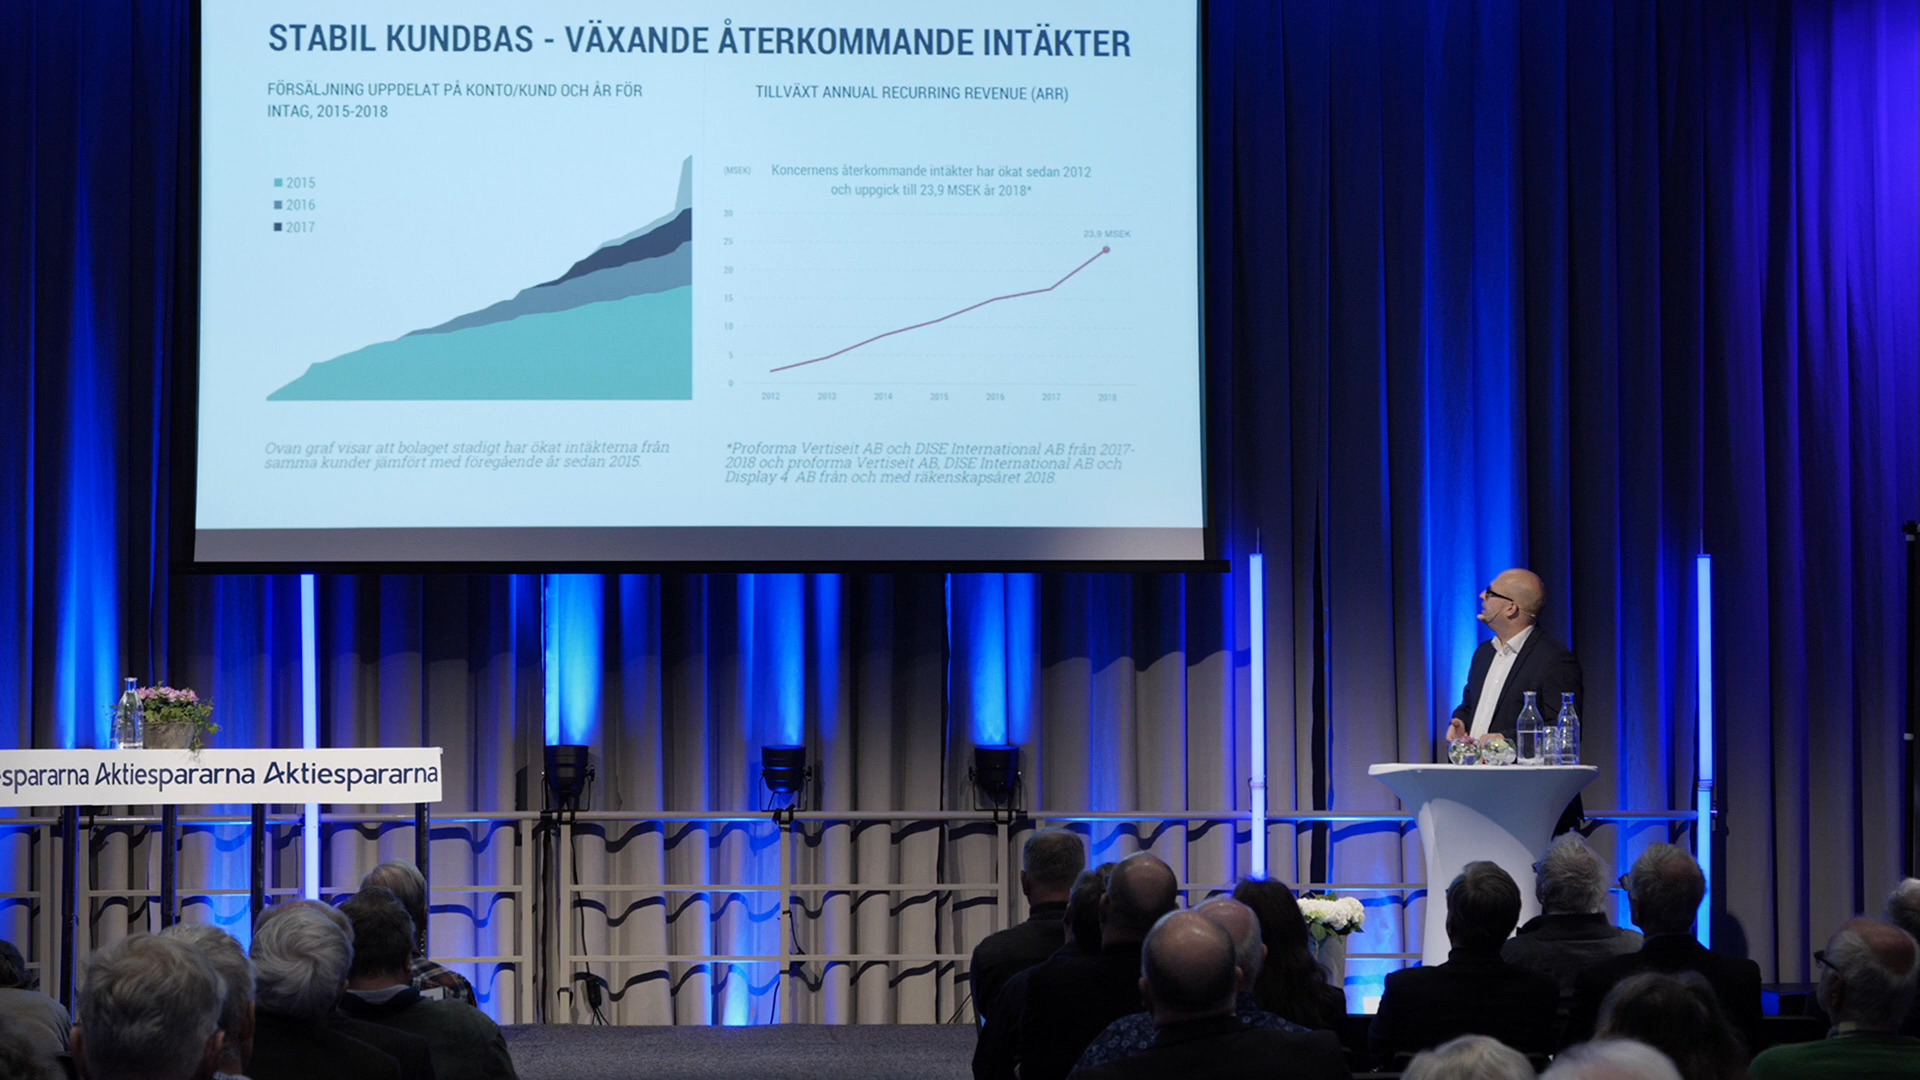 STABIL KUNDBAS - VÄXANDE ÅTERKOMMANDE INTÄKTER
FÖRSÄLJNING UPPDELAT PÅ KONTO/KUND OCH ÅR FÖR
INTAG, 2015-2018
2015
2016
2017
Ovan graf visar att bolaget stadigt har ökat intäkterna från
samma kunder jämfört med föregående år sedan 2015.
TILLVÄXT ANNUAL RECURRING REVENUE (ARR)
(MSEK)
Koncernens återkommande intäkter har ökat sedan 2012
och uppgick till 23,9 MSEK år 2018*
30
25
20
15
10
5
0
23,9 MSEK
2012 2013 2014 2015 2016 2017 2018
*Proforma Vertiseit AB och DISE International AB från 2017-
2018 och proforma Vertiseit AB, DISE International AB och
Display 4 AB från och med räkenskapsåret 2018.
spararna Aktiespararna Aktiespararna